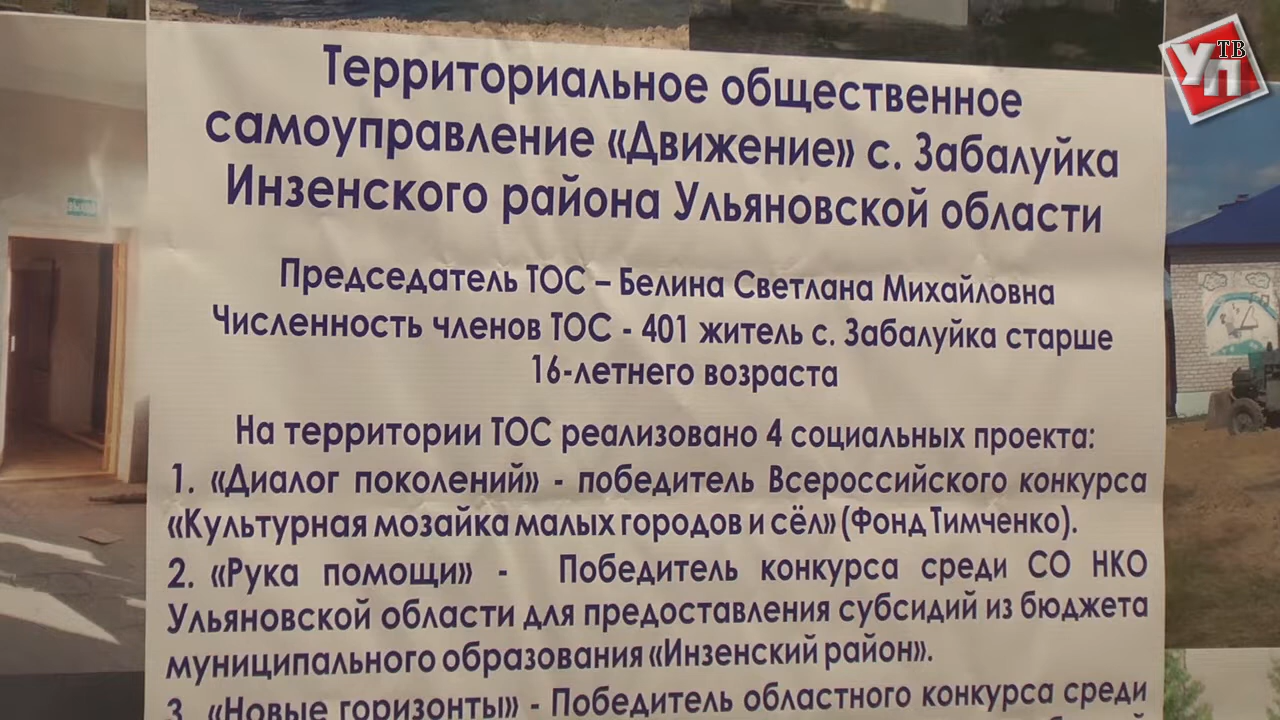 УП ТВ
Территориальное общественное
самоуправление «Движение» с. Забалуйка
Инзенского района Ульяновской области
Председатель ТОС – Белина Светлана Михайловна
Численность членов ТОС - 401 житель с. Забалуйка старше
16-летнего возраста
На территории ТОС реализовано 4 социальных проекта:
1. «Диалог поколений» - победитель Всероссийского конкурса
«Культурная мозайка малых городов и сёл» (Фонд Тимченко).
2. «Рука помощи» - Победитель конкурса среди СО НКО
Ульяновской области для предоставления субсидий из бюджета
муниципального образования «Инзенский район».
3. «Новые горизонты» - Победитель областного конкурса среди